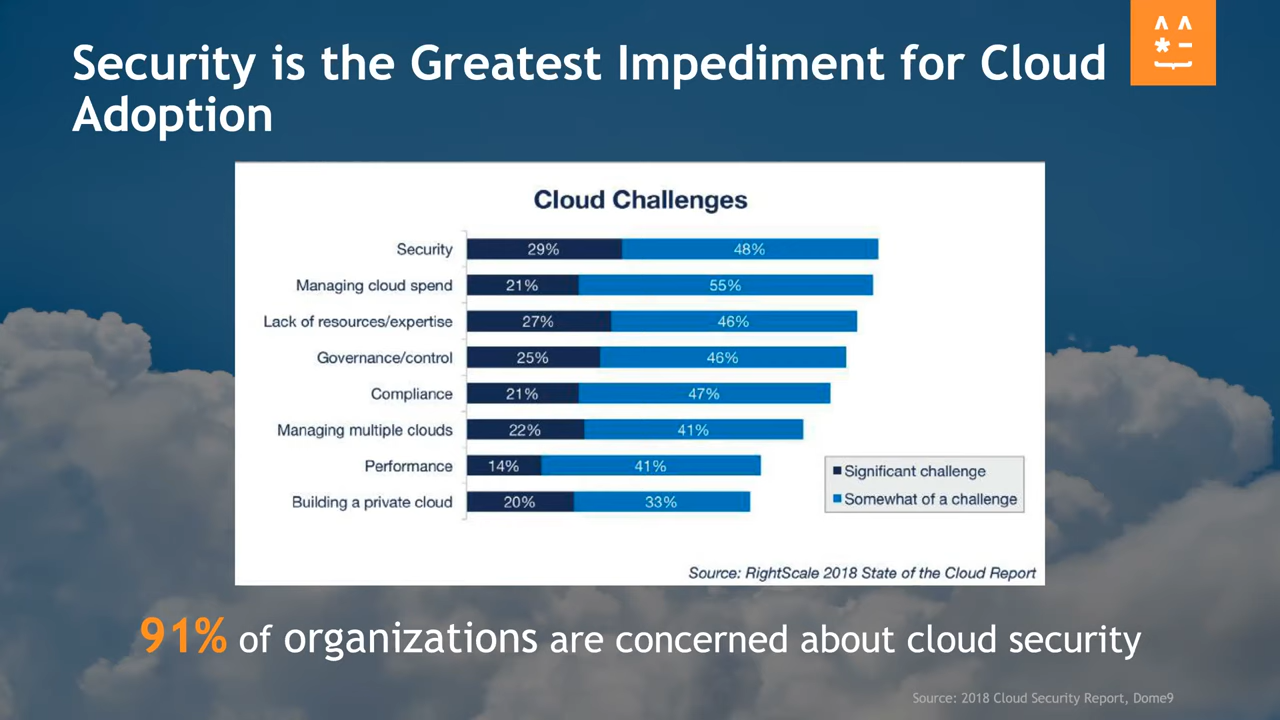 Security is the Greatest Impediment for Cloud
Adoption
Cloud Challenges
Security 29% 48%
Managing cloud spend 21% 55%
Lack of resources/expertise 27% 46%
Governance/control 25% 46%
Compliance 21% 47%
Managing multiple clouds 22% 41%
Performance 14% 41%
Building a private cloud 20% 33%
Significant challenge
Somewhat of a challenge
Source: RightScale 2018 State of the Cloud Report
91% of organizations are concerned about cloud security
Source: 2018 Cloud Security Report, Dome9